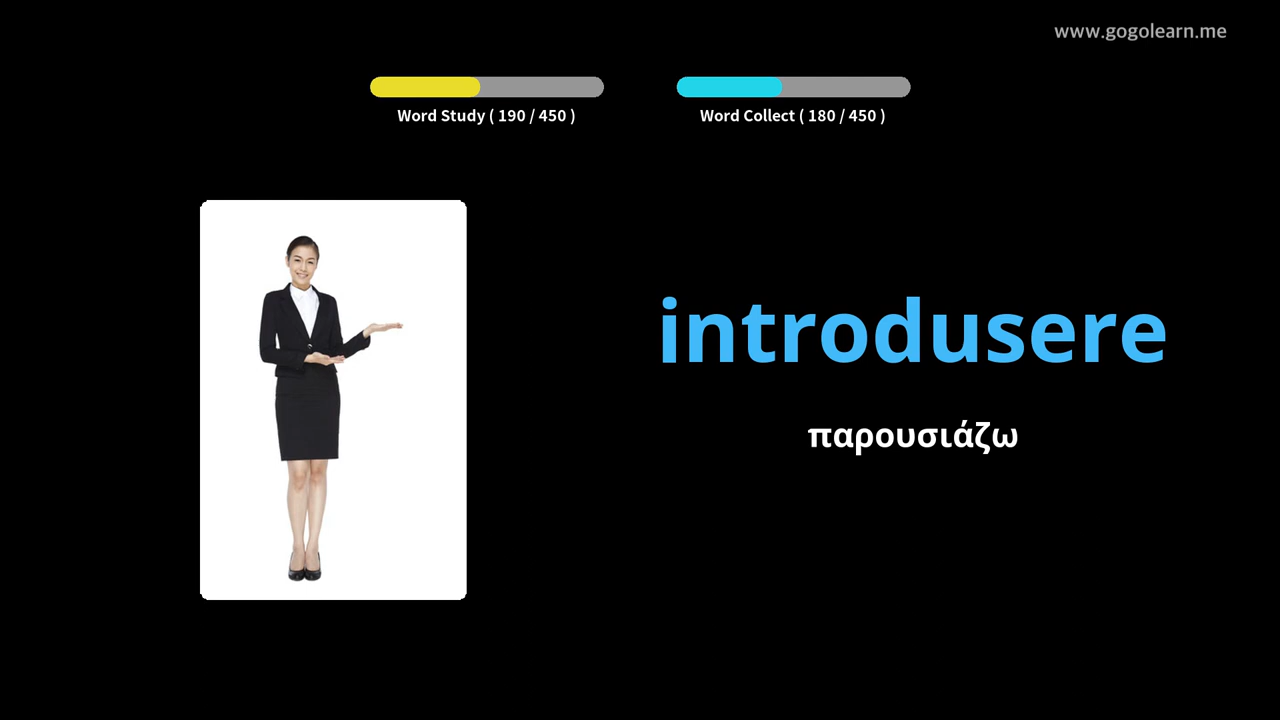 www.gogolearn.me
Word Study ( 190 / 450 )
Word Collect ( 180 / 450 )
introdusere
παρουσιάζω